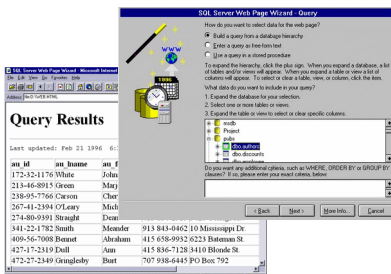 SQL Server Web Page Wizard - Query
How do you want to select the data for the web page?
Build a query from a database hierarchy
Enter a query as free-form text
Use a query in a stored procedure
To expand the hierarchy, click the plus sign. When you expand a database, a list
of tables and/or views will appear. When you expand a table or view a list of
columns will appear. To select or clear a table, view, or column, click the item.
What data do you want to include in your query?
1. Expand the database for your selection.
2. Select one or more tables or views.
3. Expand the table to view to select or clear specific columns.
msdb
Project
pubs
dbo.authors
dbo.discounts
Do you want any additional criteria, such as WHERE, ORDER BY or GROUP BY
clauses? If so, please enter your exact criteria, below.
< Back Next > More Info... Cancel
WWW
1996
SQL Server Web Page Wizard - Microsoft Internet
File Edit View Go Favorites Help
Address
Query Results
Last updated: Feb 21 1996
au_id au_lname
172-32-1176 White John
213-46-8915 Green Marj
238-95-7766 Carson Cher
267-41-2394 O'Leary Mich
274-80-9391 Straight Dean
341-22-1782 Smith Meander 913 843-0462 10 Mississippi Dr.
409-56-7008 Bennet Abraham 415 658-9932 6223 Bateman St.
427-17-2319 Dull Ann 415 836-7128 3410 Blonde St.
472-27-2349 Gringlesby Burt 707 938-6445 PO Box 792